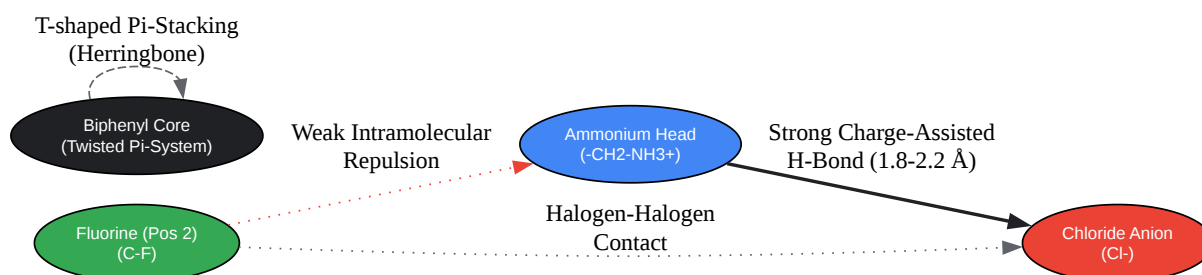 T-shaped Pi-Stacking
(Herringbone)
Biphenyl Core
(Twisted Pi-System)
Weak Intramolecular
Repulsion
Ammonium Head
(-CH2-NH3+)
Strong Charge-Assisted
H-Bond (1.8-2.2 Å)
Fluorine (Pos 2)
(C-F)
Halogen-Halogen
Contact
Chloride Anion
(Cl-)